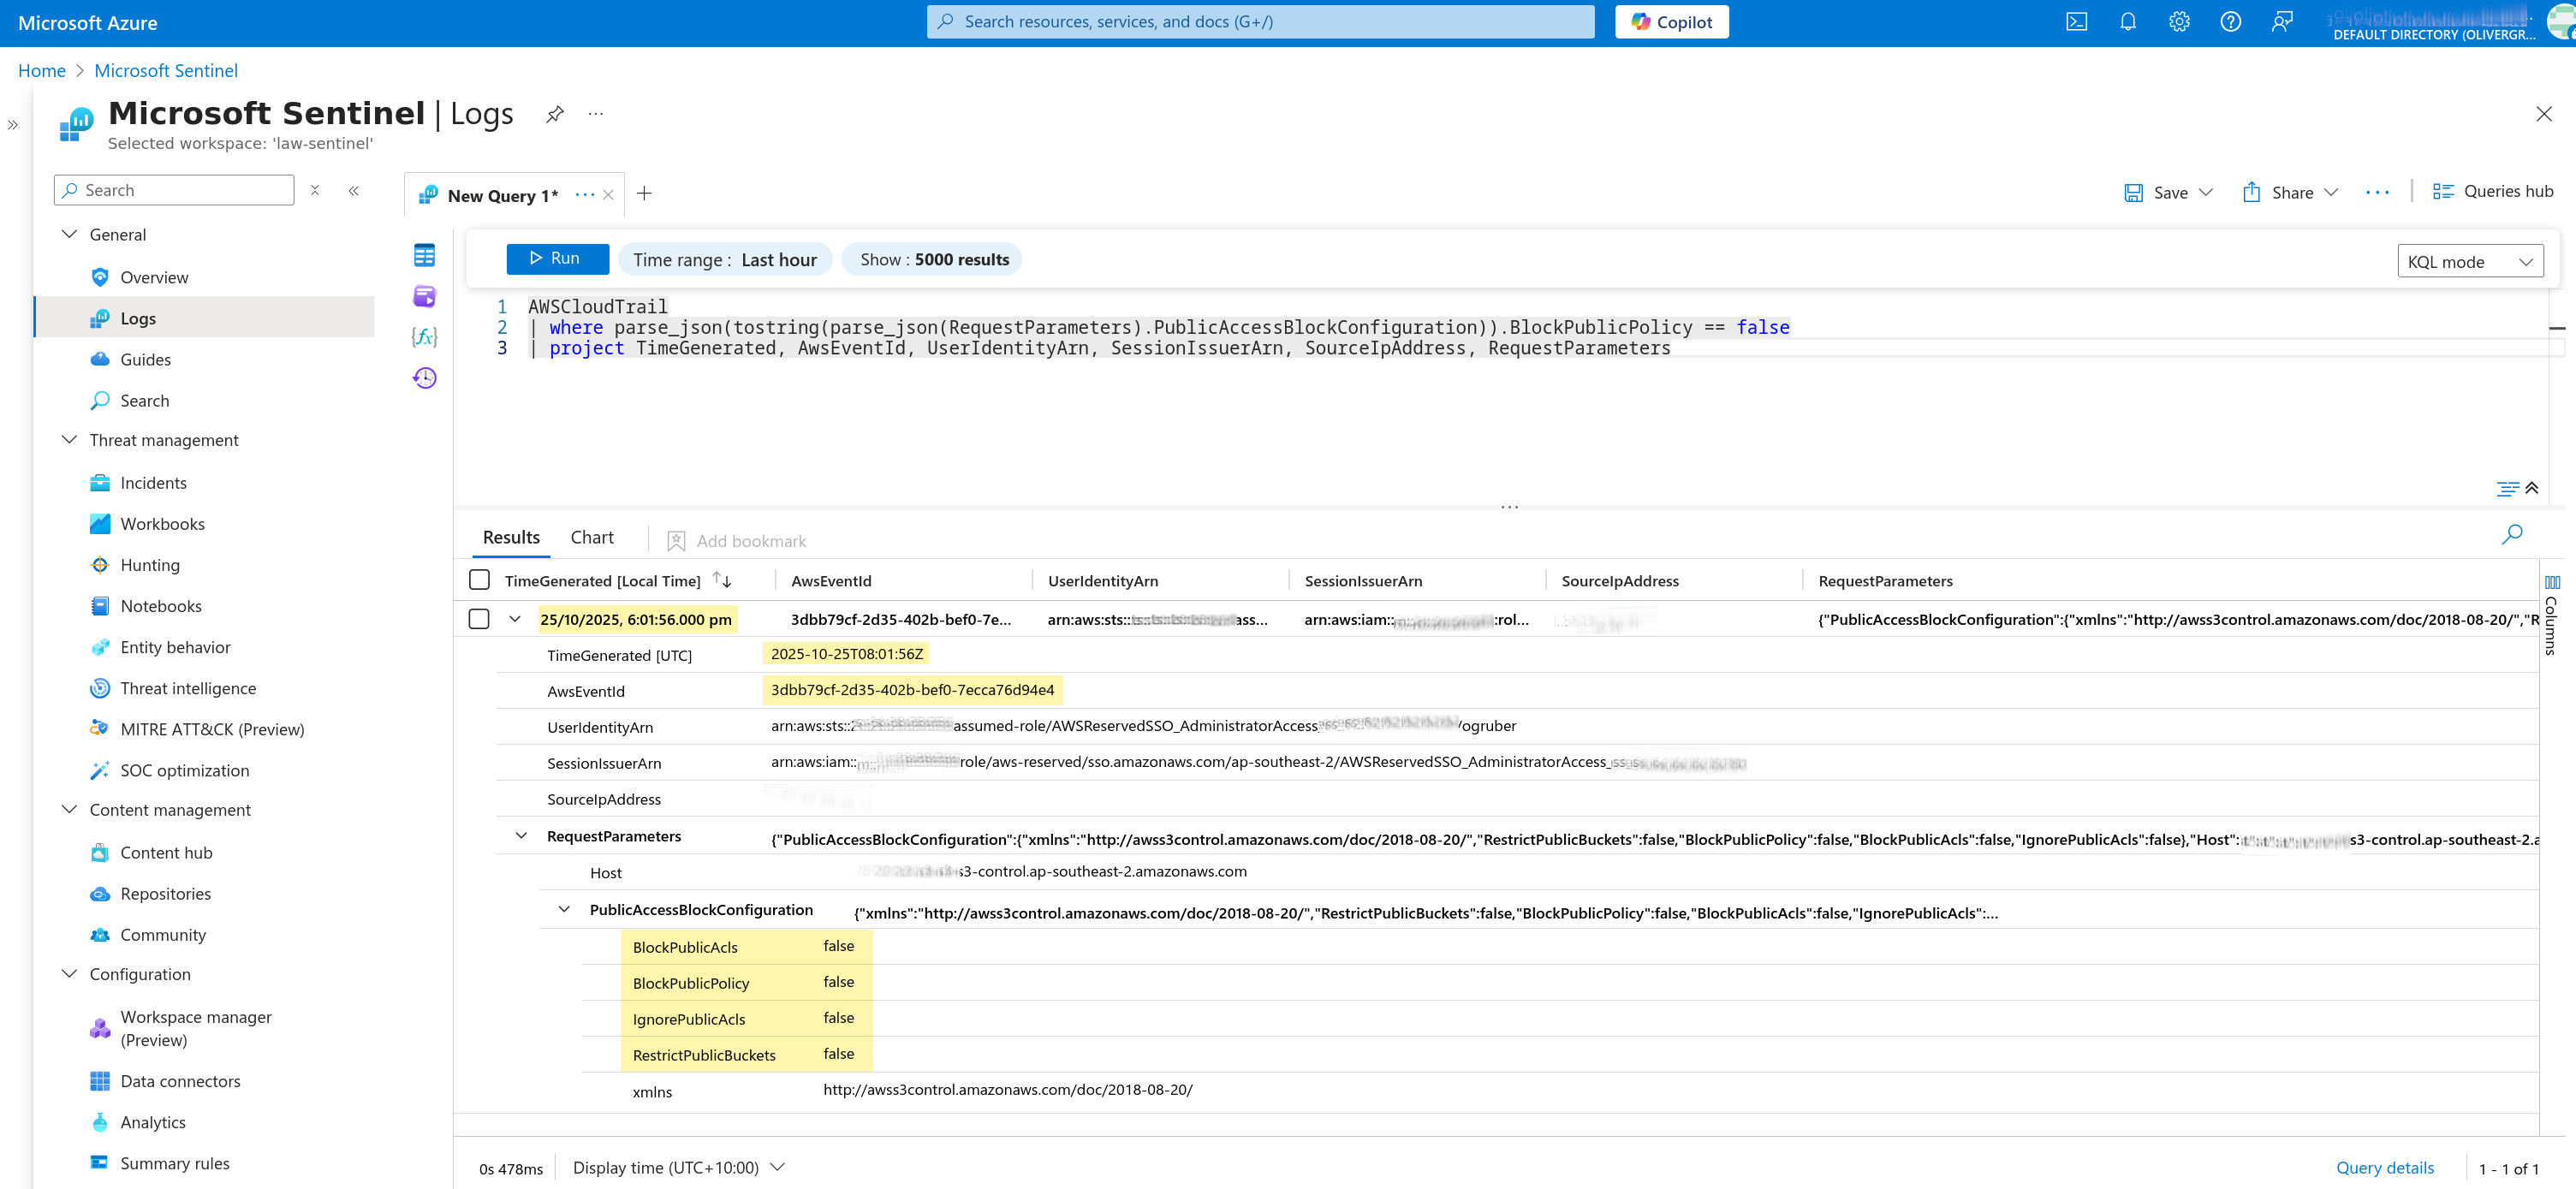 Microsoft Azure
Search resources, services, and docs (G+/)
Copilot
DEFAULT DIRECTORY (OLIVERGR...
Home > Microsoft Sentinel
Microsoft Sentinel | Logs
Selected workspace: 'law-sentinel'
Search
General
Overview
Logs
Guides
Search
Threat management
Incidents
Workbooks
Hunting
Notebooks
Entity behavior
Threat intelligence
MITRE ATT&CK (Preview)
SOC optimization
Content management
Content hub
Repositories
Community
Configuration
Workspace manager
(Preview)
Data connectors
Analytics
Summary rules
New Query 1*
Save
Share
Queries hub
Run
Time range : Last hour
Show : 5000 results
KQL mode
1 AWSCloudTrail
2 | where parse_json(tostring(parse_json(RequestParameters).PublicAccessBlockConfiguration)).BlockPublicPolicy == false
3 | project TimeGenerated, AwsEventId, UserIdentityArn, SessionIssuerArn, SourceIpAddress, RequestParameters
Results Chart Add bookmark
TimeGenerated [Local Time] AwsEventId UserIdentityArn SessionIssuerArn SourceIpAddress RequestParameters
25/10/2025, 6:01:56.000 pm 3dbb79cf-2d35-402b-bef0-7e... arn:aws:sts:: ass... arn:aws:iam:: :rol... {"PublicAccessBlockConfiguration":{"xmlns":"http://awss3control.amazonaws.com/doc/2018-08-20/","R
TimeGenerated [UTC] 2025-10-25T08:01:56Z
AwsEventId 3dbb79cf-2d35-402b-bef0-7ecca76d94e4
UserIdentityArn arn:aws:sts:: assumed-role/AWSReservedSSO_AdministratorAccess /ogruber
SessionIssuerArn arn:aws:iam:: role/aws-reserved/sso.amazonaws.com/ap-southeast-2/AWSReservedSSO_AdministratorAccess
SourceIpAddress
RequestParameters {"PublicAccessBlockConfiguration":{"xmlns":"http://awss3control.amazonaws.com/doc/2018-08-20/","RestrictPublicBuckets":false,"BlockPublicPolicy":false,"BlockPublicAcls":false,"IgnorePublicAcls":false},"Host": s3-control.ap-southeast-2.a
Host s3-control.ap-southeast-2.amazonaws.com
PublicAccessBlockConfiguration {"xmlns":"http://awss3control.amazonaws.com/doc/2018-08-20/","RestrictPublicBuckets":false,"BlockPublicPolicy":false,"BlockPublicAcls":false,"IgnorePublicAcls":...
BlockPublicAcls false
BlockPublicPolicy false
IgnorePublicAcls false
RestrictPublicBuckets false
xmlns http://awss3control.amazonaws.com/doc/2018-08-20/
Columns
0s 478ms Display time (UTC+10:00) Query details 1 - 1 of 1